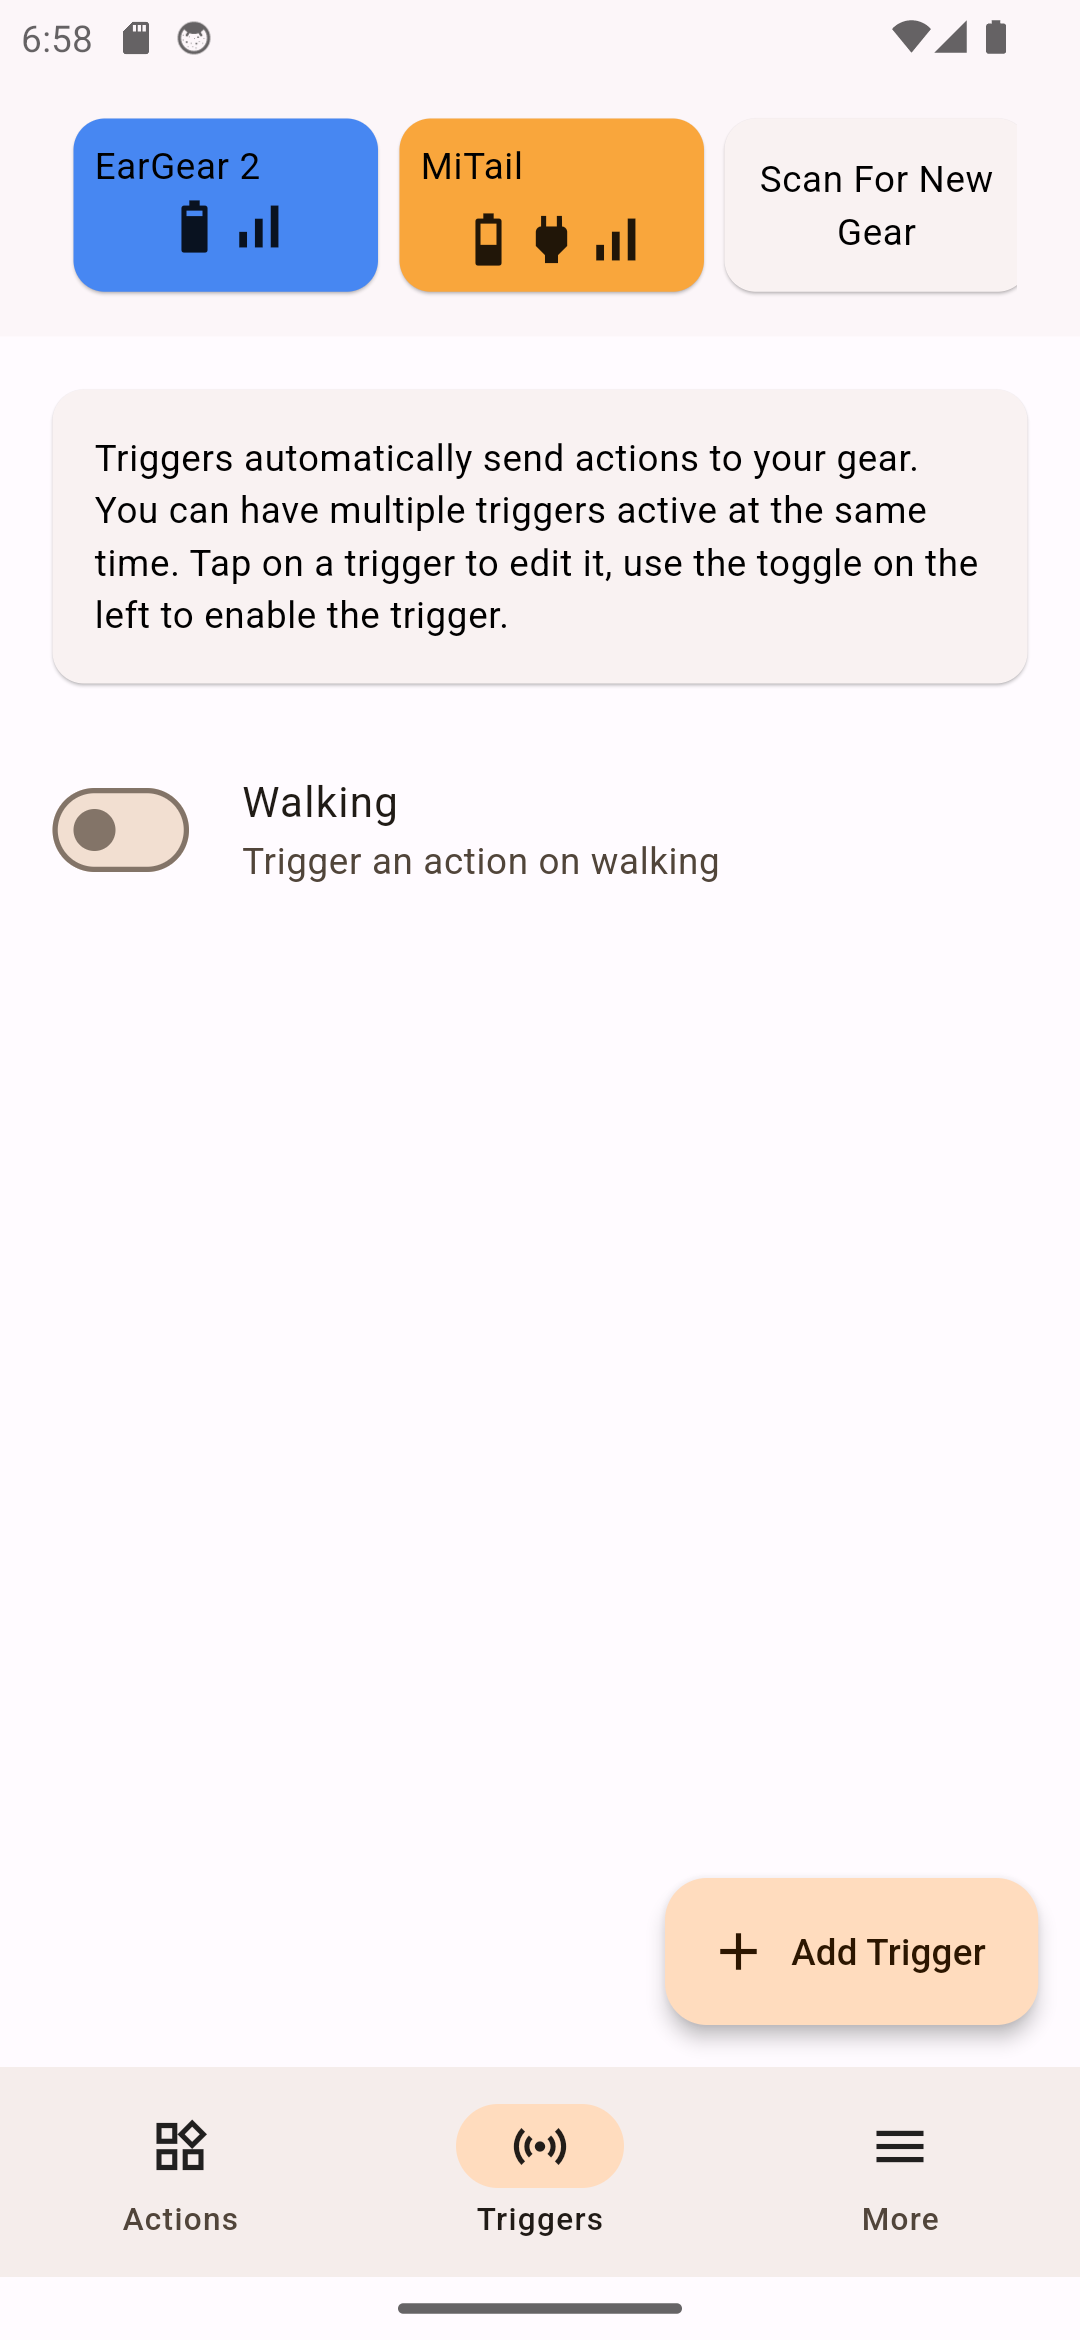 6:58
EarGear 2
MiTail
Scan For New
Gear
Triggers automatically send actions to your gear.
You can have multiple triggers active at the same
time. Tap on a trigger to edit it, use the toggle on the
left to enable the trigger.
Walking
Trigger an action on walking
Add Trigger
Actions
Triggers
More